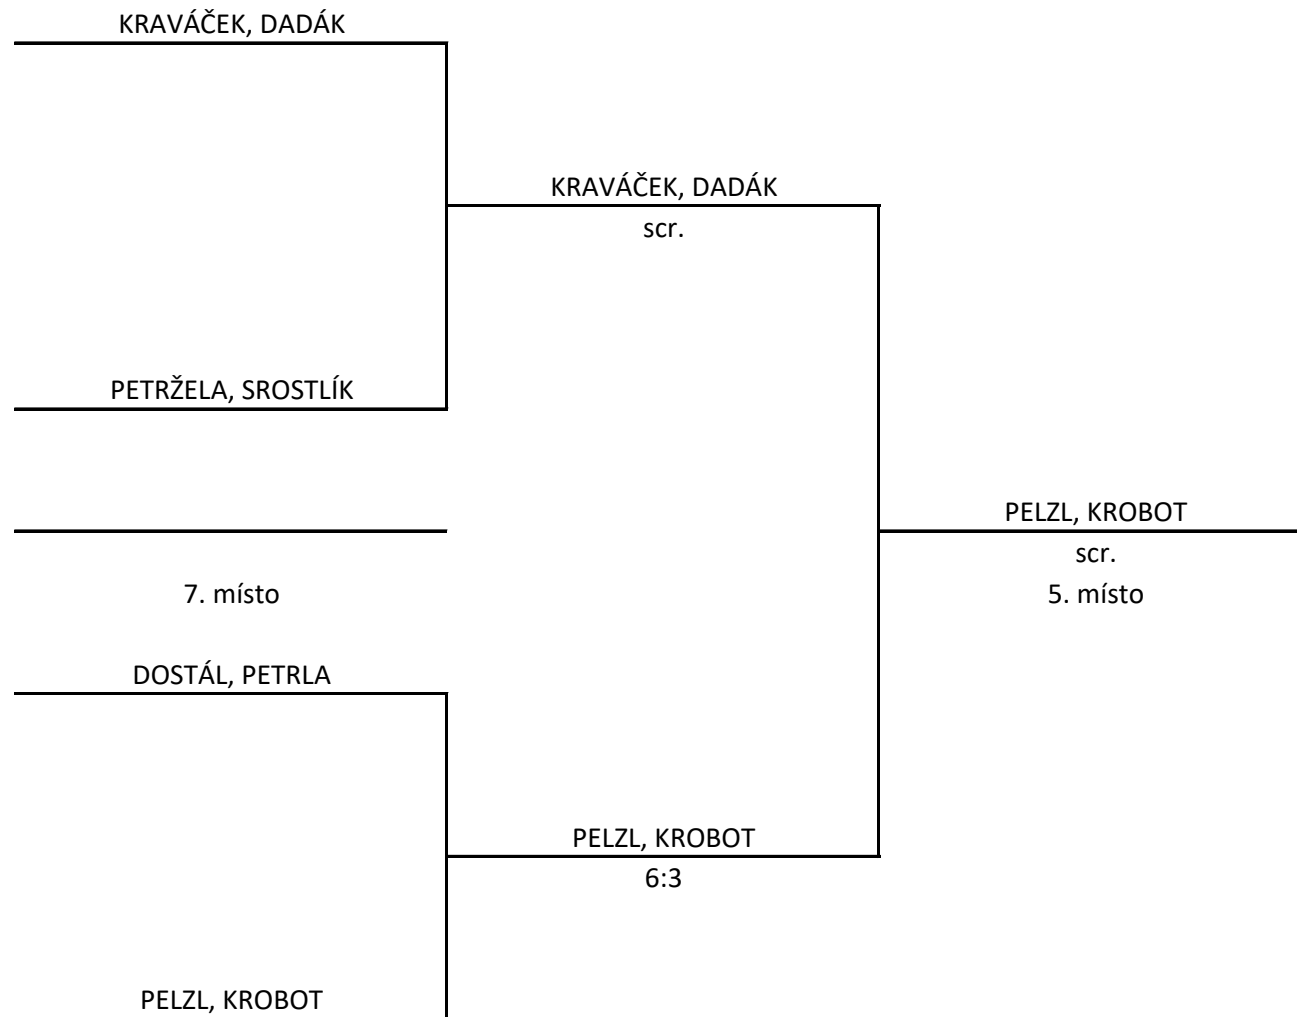 KRAVÁČEK, DADÁK
KRAVÁČEK, DADÁK
scr.
PETRŽELA, SROSTLÍK
PELZL, KROBOT
scr.
7. místo
5. místo
DOSTÁL, PETRLA
PELZL, KROBOT
6:3
PELZL, KROBOT